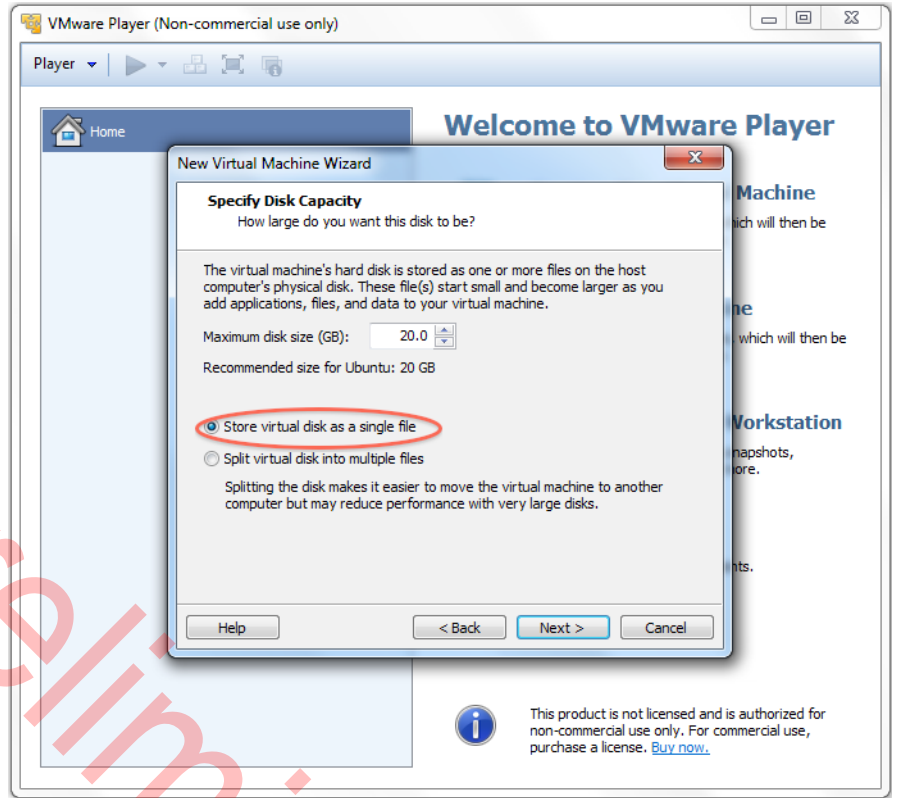 VMware Player (Non-commercial use only)
Player
Home
Welcome to VMware Player
New Virtual Machine Wizard
Machine
Specify Disk Capacity
How large do you want this disk to be?
which will then be
The virtual machine's hard disk is stored as one or more files on the host
computer's physical disk. These file(s) start small and become larger as you
add applications, files, and data to your virtual machine.
Maximum disk size (GB): 20.0
which will then be
Recommended size for Ubuntu: 20 GB
Store virtual disk as a single file
Workstation
Split virtual disk into multiple files
Splitting the disk makes it easier to move the virtual machine to another
computer but may reduce performance with very large disks.
Help
< Back
Next >
Cancel
This product is not licensed and is authorized for
non-commercial use only. For commercial use,
purchase a license. Buy now.